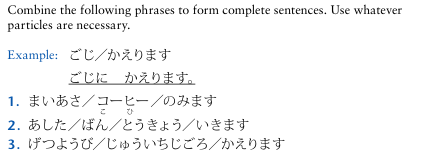 Combine the following phrases to form complete sentences. Use whatever
particles are necessary.
Example: ごじ／かえります
ごじに　かえります。
1. まいあさ／コーヒー／のみます
こ　ひ
2. あした／ばん／とうきょう／いきます
3. げつようび／じゅういちじごろ／かえります